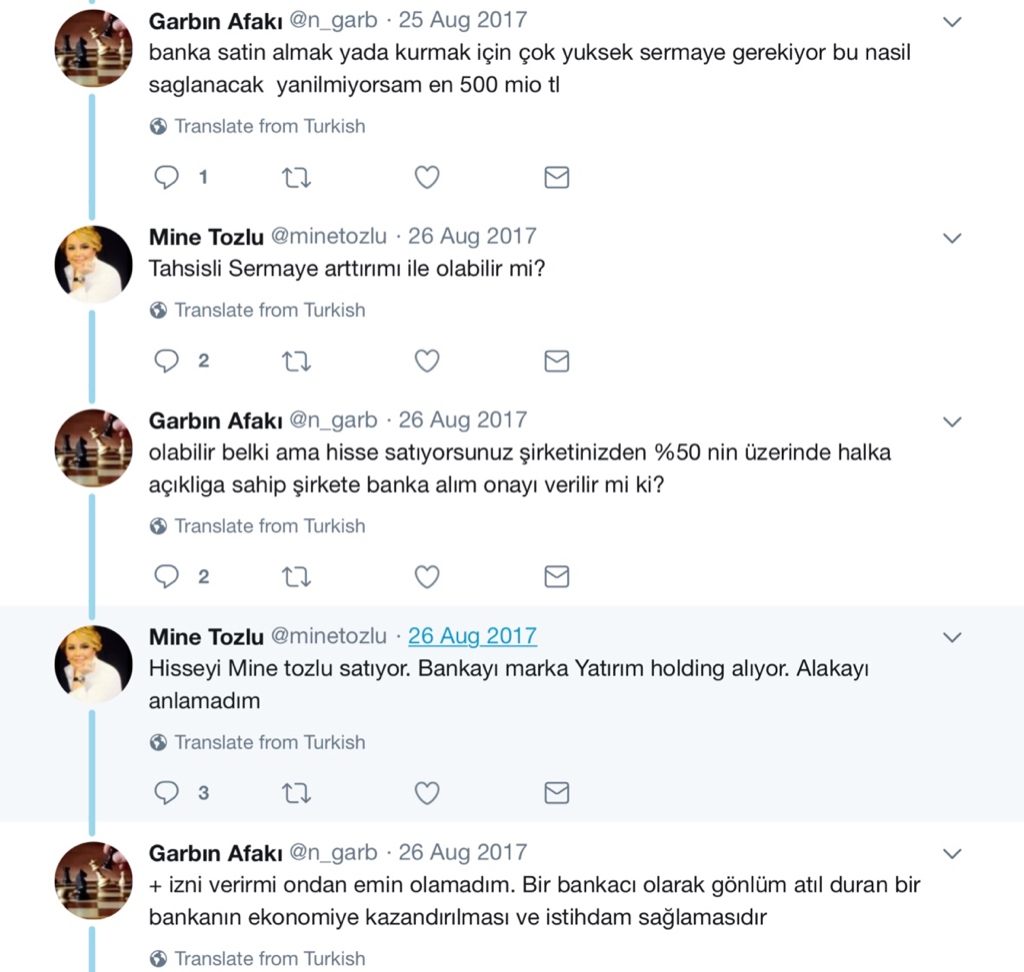 Garbın Afakı @n_garb · 25 Aug 2017
banka satin almak yada kurmak için çok yuksek sermaye gerekiyor bu nasil
saglanacak yanilmiyorsam en 500 mio tl
Translate from Turkish
1
Mine Tozlu @minetozlu · 26 Aug 2017
Tahsisli Sermaye arttırımı ile olabilir mi?
Translate from Turkish
2
Garbın Afakı @n_garb · 26 Aug 2017
olabilir belki ama hisse satıyorsunuz şirketinizden %50 nin üzerinde halka
açıkliga sahip şirkete banka alım onayı verilir mi ki?
Translate from Turkish
2
Mine Tozlu @minetozlu · 26 Aug 2017
Hisseyi Mine tozlu satıyor. Bankayı marka Yatırım holding alıyor. Alakayı
anlamadım
Translate from Turkish
3
Garbın Afakı @n_garb · 26 Aug 2017
+ izni verirmi ondan emin olamadım. Bir bankacı olarak gönlüm atıl duran bir
bankanın ekonomiye kazandırılması ve istihdam sağlamasıdır
Translate from Turkish